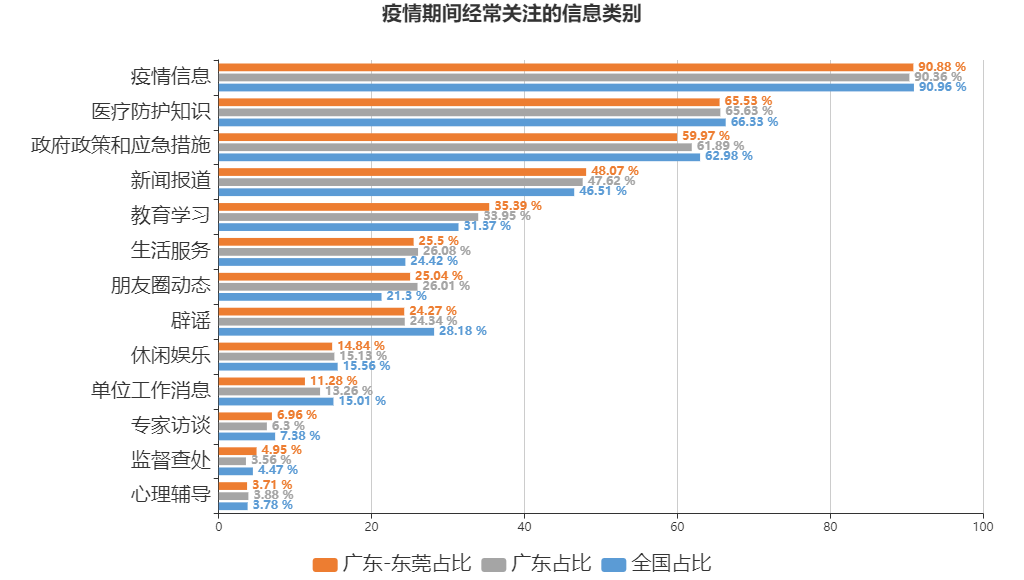 疫情期间经常关注的信息类别
疫情信息
90.88 %
90.36 %
90.96 %
医疗防护知识
65.53 %
65.63 %
66.33 %
政府政策和应急措施
59.97 %
61.89 %
62.98 %
新闻报道
48.07 %
47.62 %
46.51 %
教育学习
35.39 %
33.95 %
31.37 %
生活服务
25.5 %
26.08 %
24.42 %
朋友圈动态
25.04 %
26.01 %
21.3 %
辟谣
24.27 %
24.34 %
28.18 %
休闲娱乐
14.84 %
15.13 %
15.56 %
单位工作消息
11.28 %
13.26 %
15.01 %
专家访谈
6.96 %
6.3 %
7.38 %
监督查处
4.95 %
3.56 %
4.47 %
心理辅导
3.71 %
3.88 %
3.78 %
0 20 40 60 80 100
广东-东莞占比 广东占比 全国占比